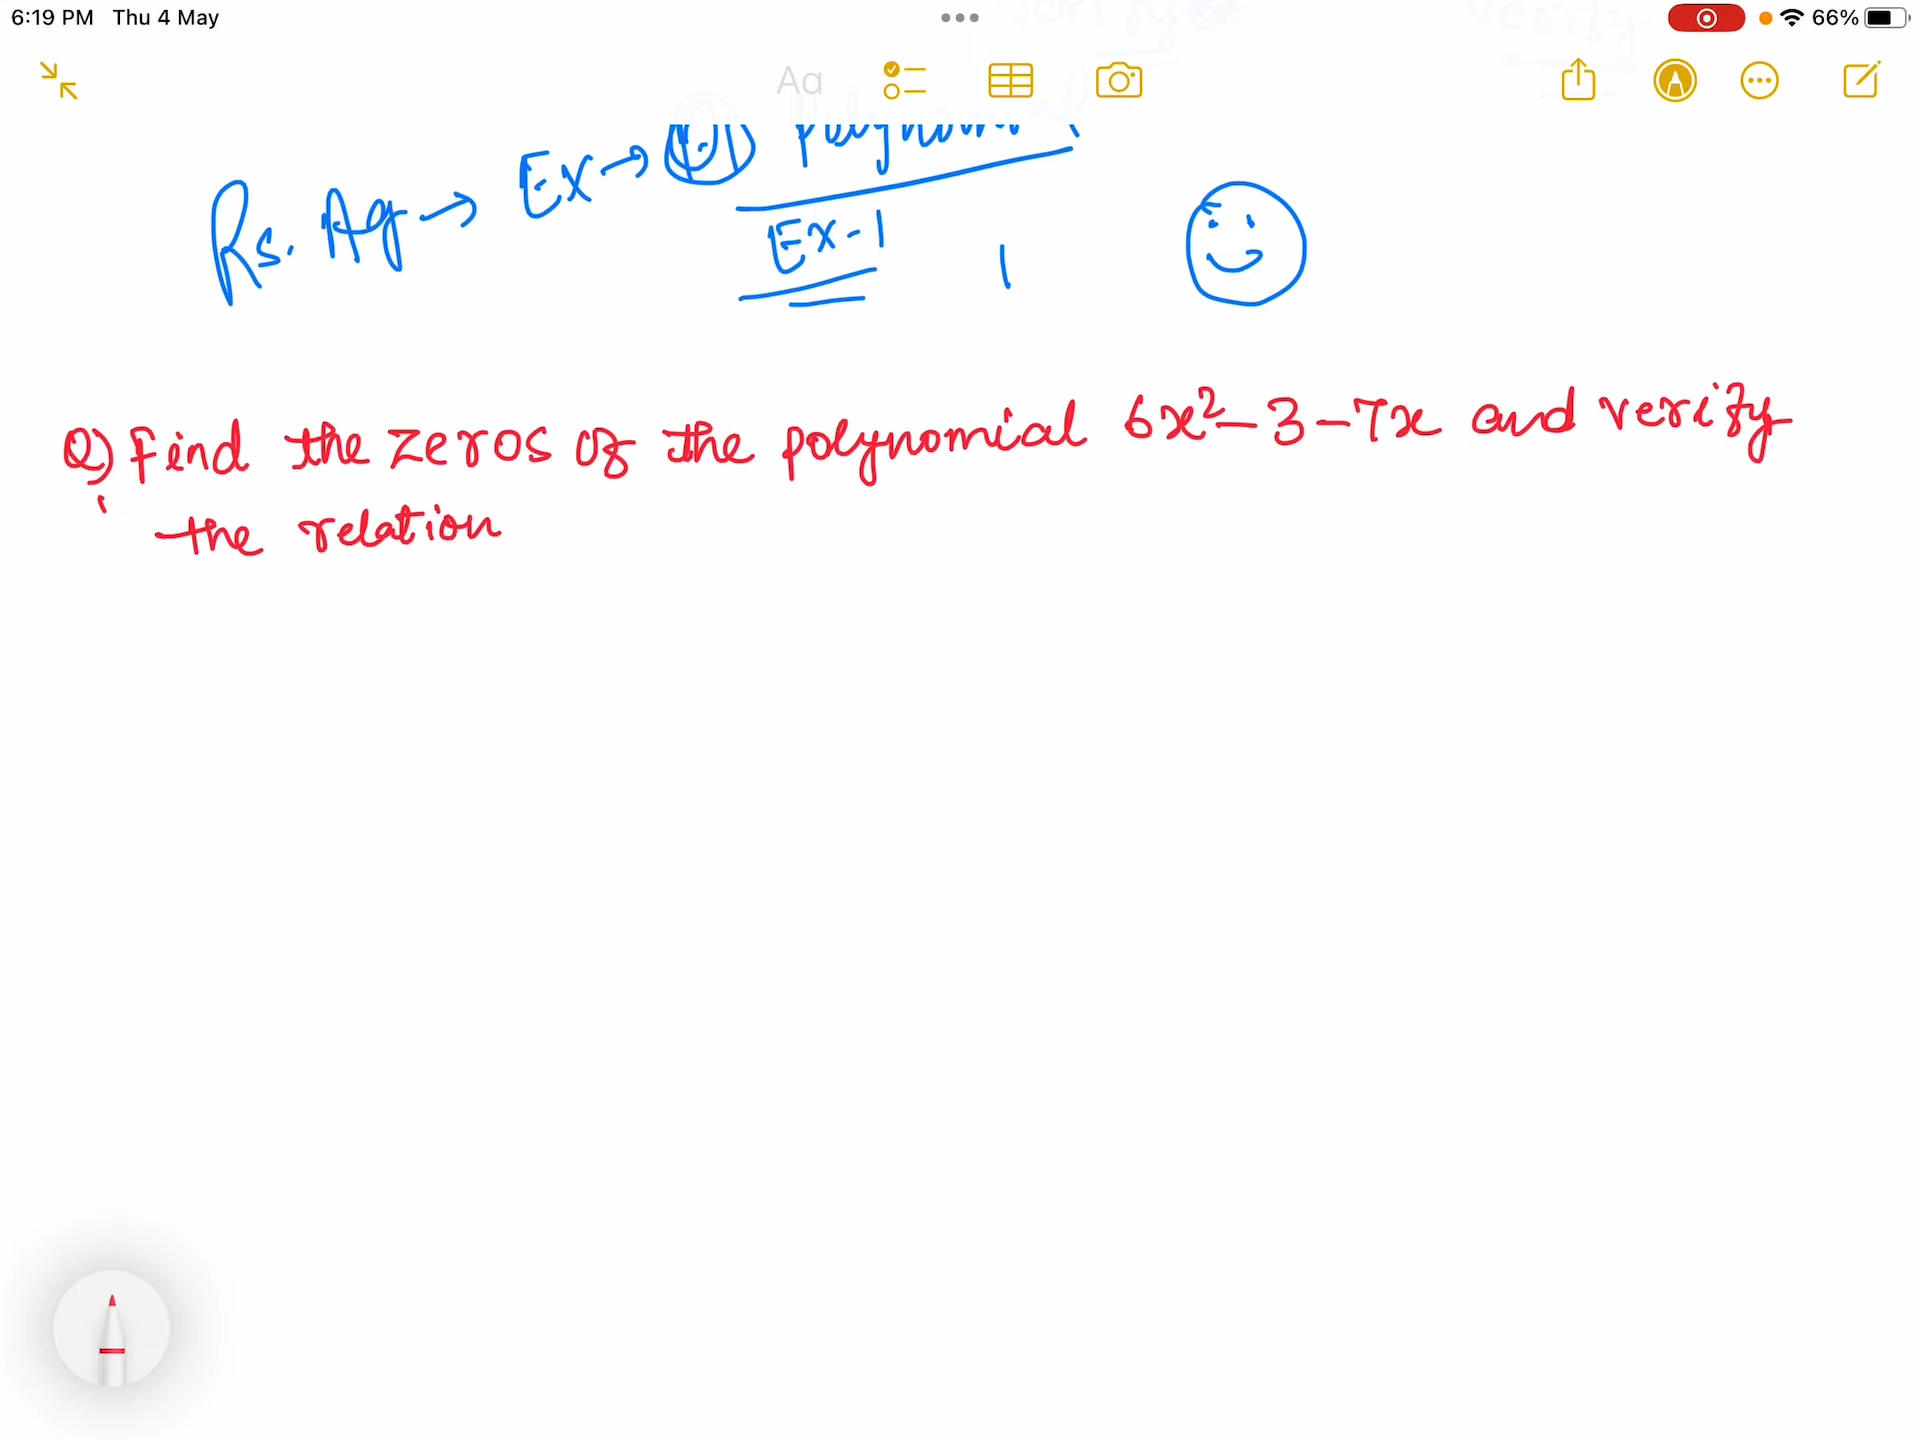 6:19 PM Thu 4 May
66%
Aa
Rs. Ag → Ex →
Ex-1
Q) Find the zeros of the polynomial 6x²-3-7x and verify
the relation